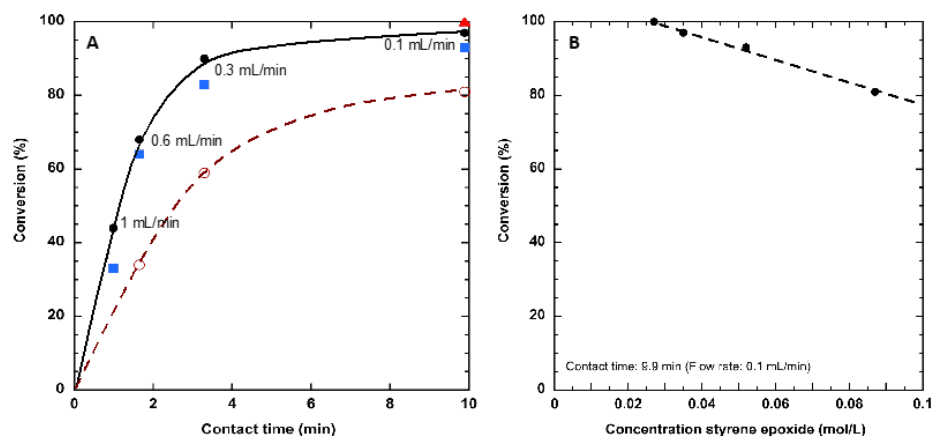 A
100
80
60
40
20
0
Conversion (%)
0.1 mL/min
0.3 mL/min
0.6 mL/min
1 mL/min
0 2 4 6 8 10
Contact time (min)
B
100
80
60
40
20
0
Conversion (%)
Contact time: 9.9 min (Flow rate: 0.1 mL/min)
0 0.02 0.04 0.06 0.08 0.1
Concentration styrene epoxide (mol/L)